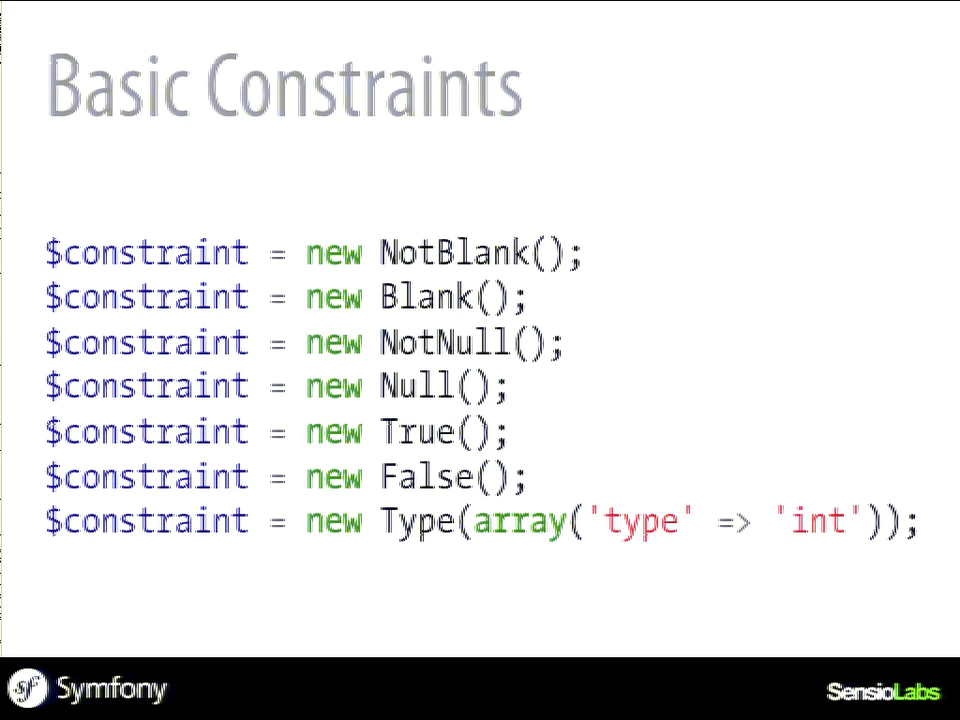 Basic Constraints
$constraint = new NotBlank();
$constraint = new Blank();
$constraint = new NotNull();
$constraint = new Null();
$constraint = new True();
$constraint = new False();
$constraint = new Type(array('type' => 'int'));
sf Symfony
SensioLabs